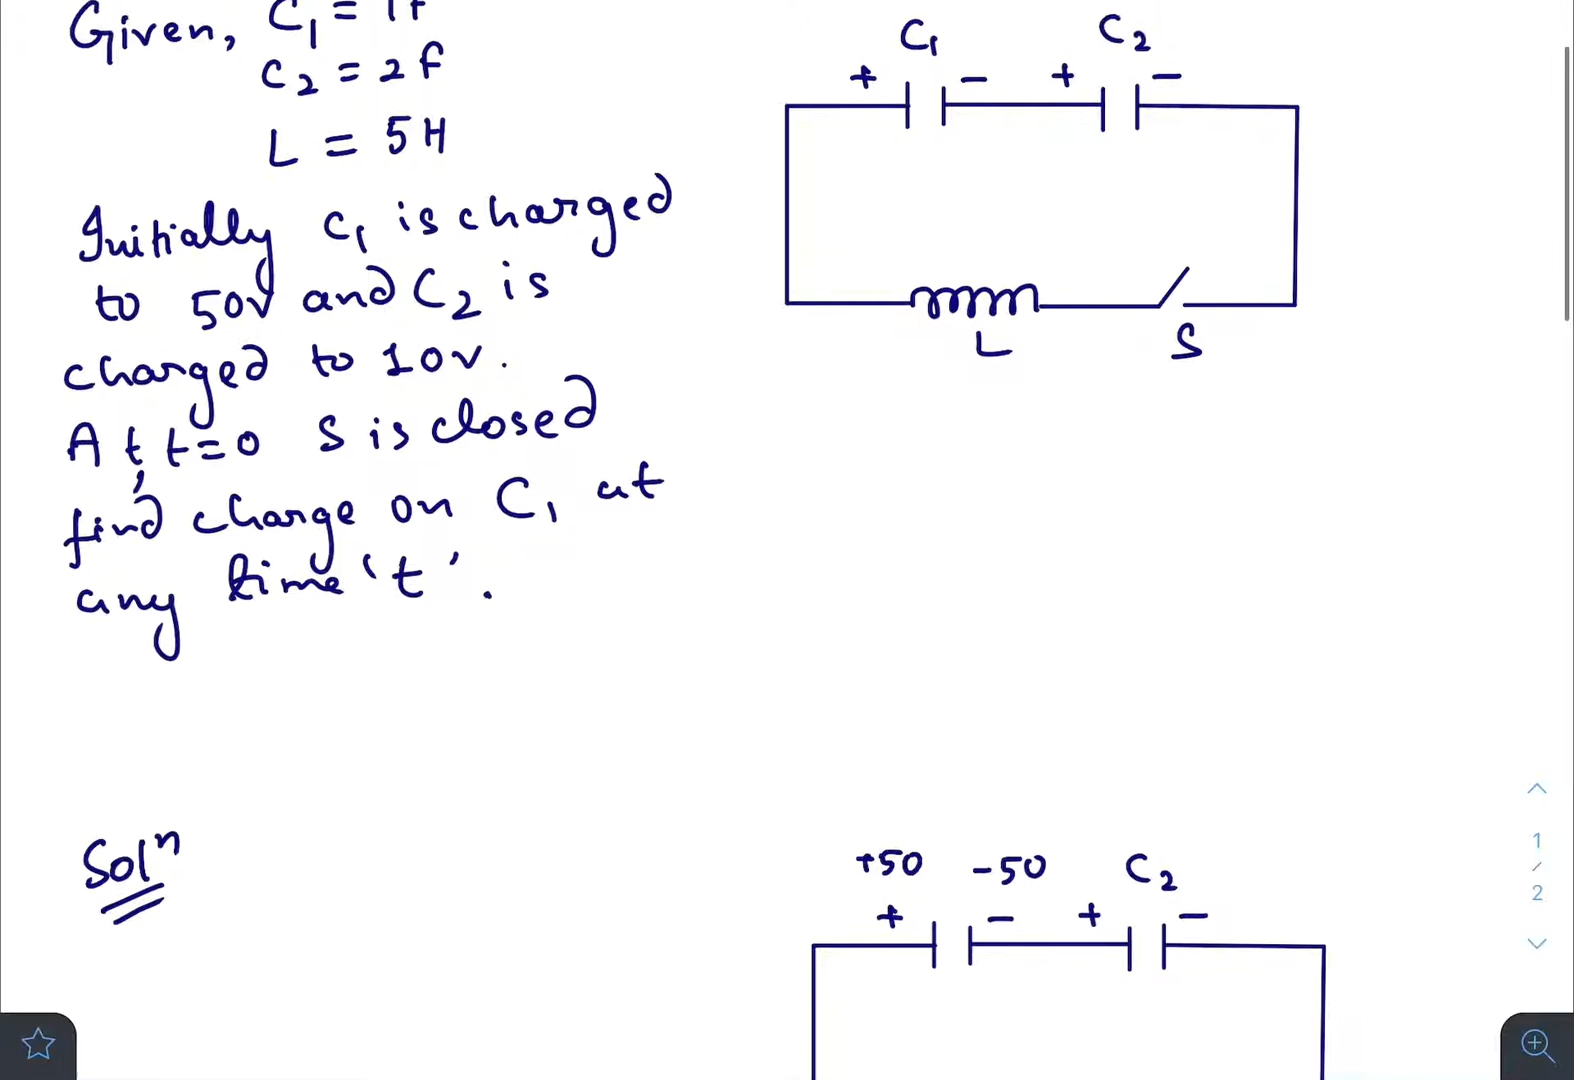 Given, C₁ = 1F
C₂ = 2F
L = 5H
Initially C₁ is charged
to 50V and C₂ is
charged to 10V.
At t=0, S is closed
find charge on C₁ at
any time 't'.
C₁ C₂
+ - + -
L S
Solⁿ
+50 -50 C₂
+ - + -
1
/
2